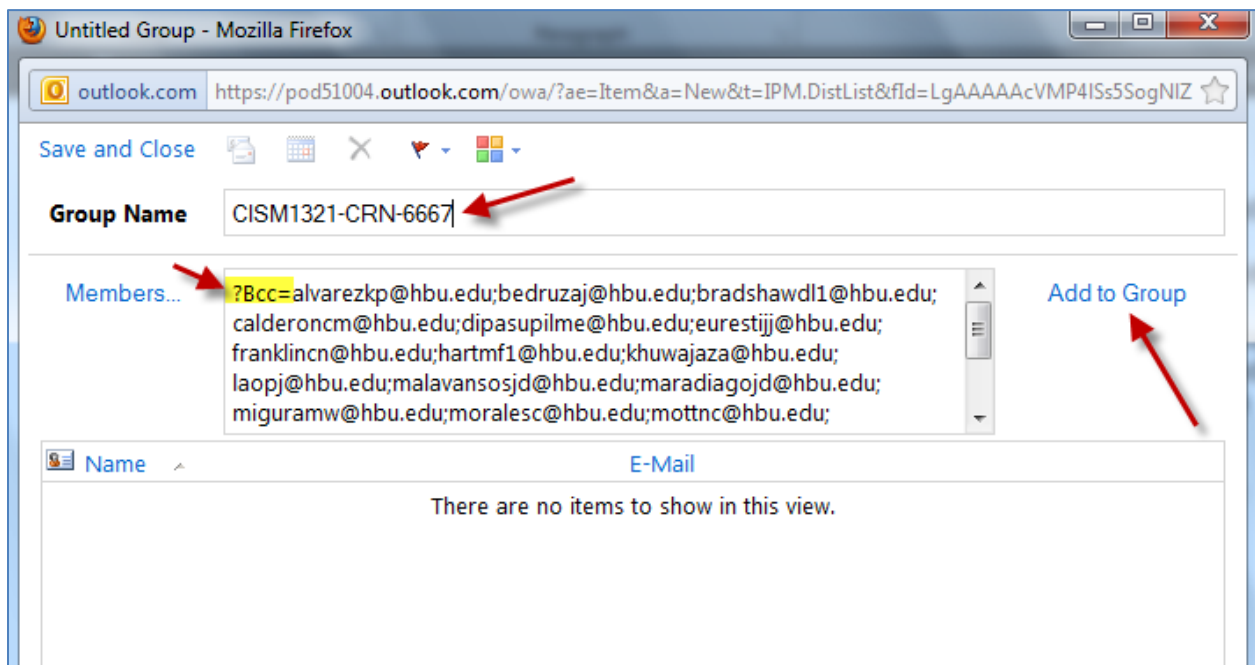 Untitled Group - Mozilla Firefox
outlook.com https://pod51004.outlook.com/owa/?ae=Item&a=New&t=IPM.DistList&fId=LgAAAAAcVMP4ISs5SogNIZ
Save and Close
Group Name CISM1321-CRN-6667
Members... ?Bcc=alvarezkp@hbu.edu;bedruzaj@hbu.edu;bradshawdl1@hbu.edu; Add to Group
calderoncm@hbu.edu;dipasupilme@hbu.edu;eurestijj@hbu.edu;
franklincn@hbu.edu;hartmf1@hbu.edu;khuwajaza@hbu.edu;
laopj@hbu.edu;malavansosjd@hbu.edu;maradiagojd@hbu.edu;
miguramw@hbu.edu;moralesc@hbu.edu;mottnc@hbu.edu;
Name E-Mail
There are no items to show in this view.